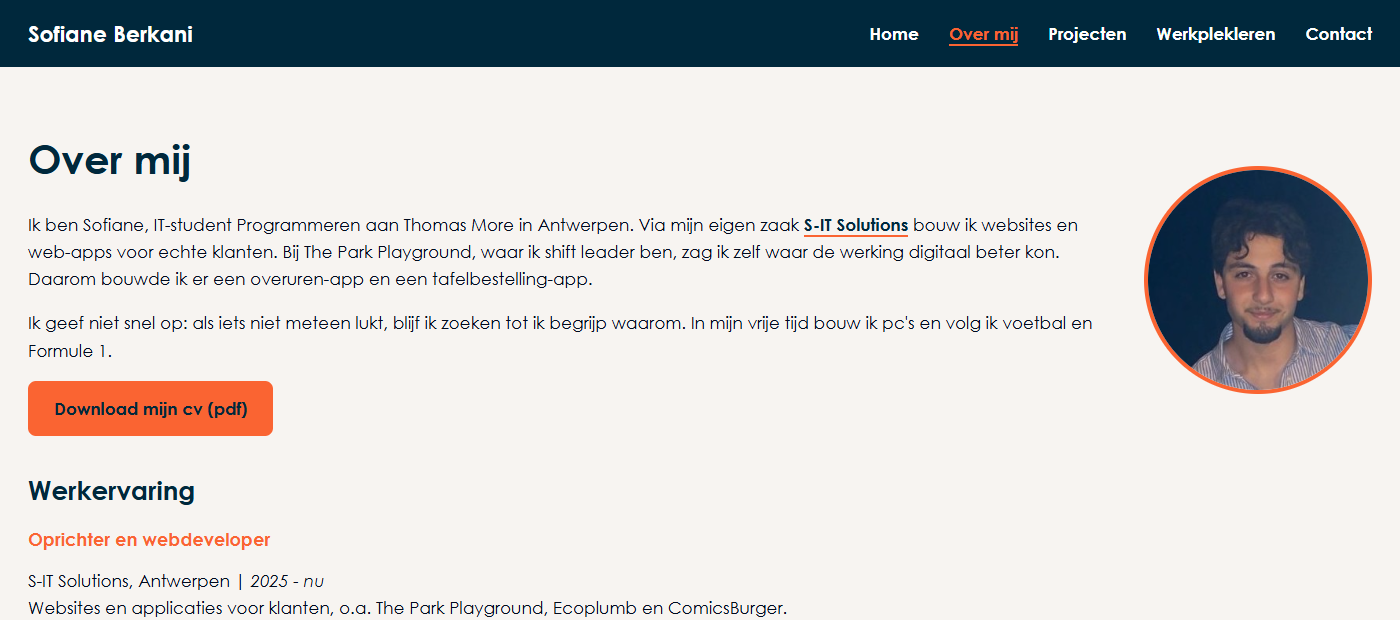 Sofiane Berkani
Home Over mij Projecten Werkplekleren Contact
Over mij
Ik ben Sofiane, IT-student Programmeren aan Thomas More in Antwerpen. Via mijn eigen zaak S-IT Solutions bouw ik websites en
web-apps voor echte klanten. Bij The Park Playground, waar ik shift leader ben, zag ik zelf waar de werking digitaal beter kon.
Daarom bouwde ik er een overuren-app en een tafelbestelling-app.
Ik geef niet snel op: als iets niet meteen lukt, blijf ik zoeken tot ik begrijp waarom. In mijn vrije tijd bouw ik pc's en volg ik voetbal en
Formule 1.
Download mijn cv (pdf)
Werkervaring
Oprichter en webdeveloper
S-IT Solutions, Antwerpen | 2025 - nu
Websites en applicaties voor klanten, o.a. The Park Playground, Ecoplumb en ComicsBurger.